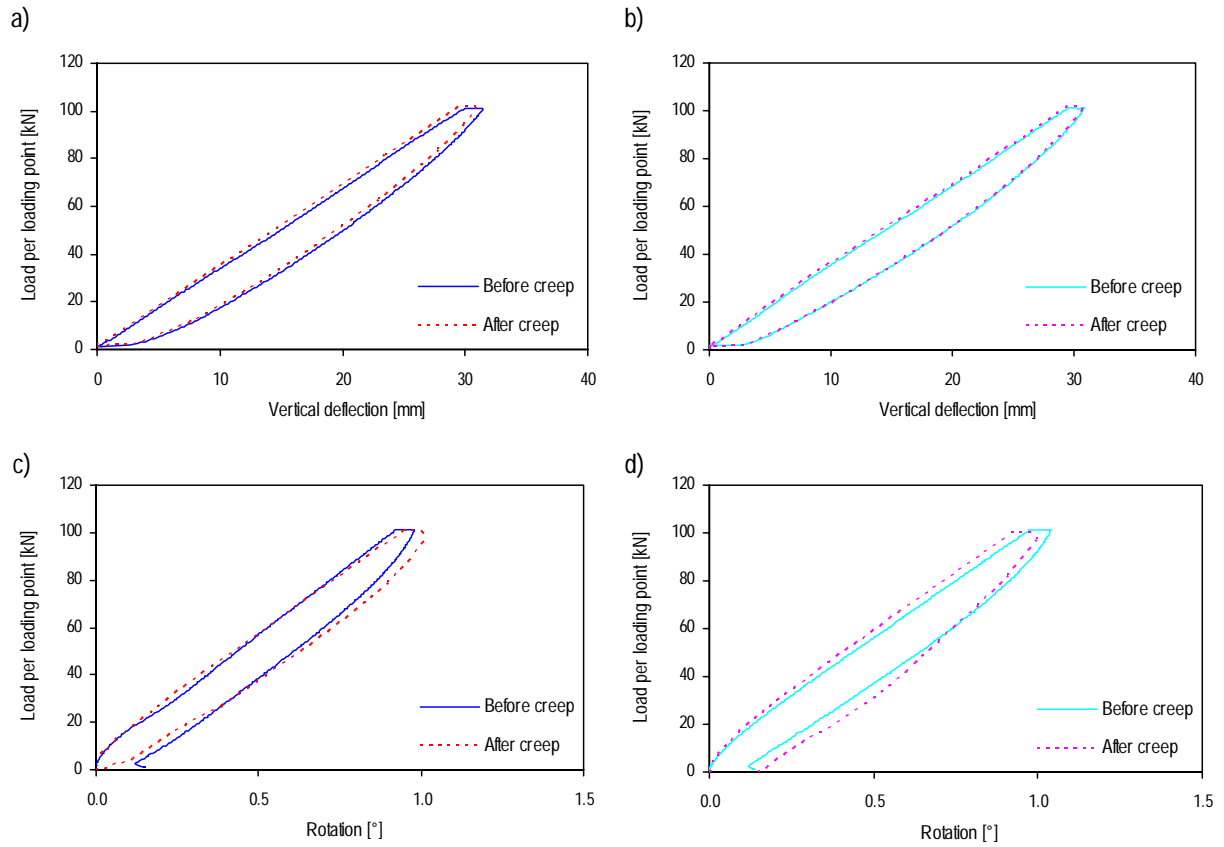 a)
120
100
80
60
40
20
0
Load per loading point [kN]
Before creep
After creep
0 10 20 30 40
Vertical deflection [mm]
b)
120
100
80
60
40
20
0
Load per loading point [kN]
Before creep
After creep
0 10 20 30 40
Vertical deflection [mm]
c)
120
100
80
60
40
20
0
Load per loading point [kN]
Before creep
After creep
0.0 0.5 1.0 1.5
Rotation [°]
d)
120
100
80
60
40
20
0
Load per loading point [kN]
Before creep
After creep
0.0 0.5 1.0 1.5
Rotation [°]